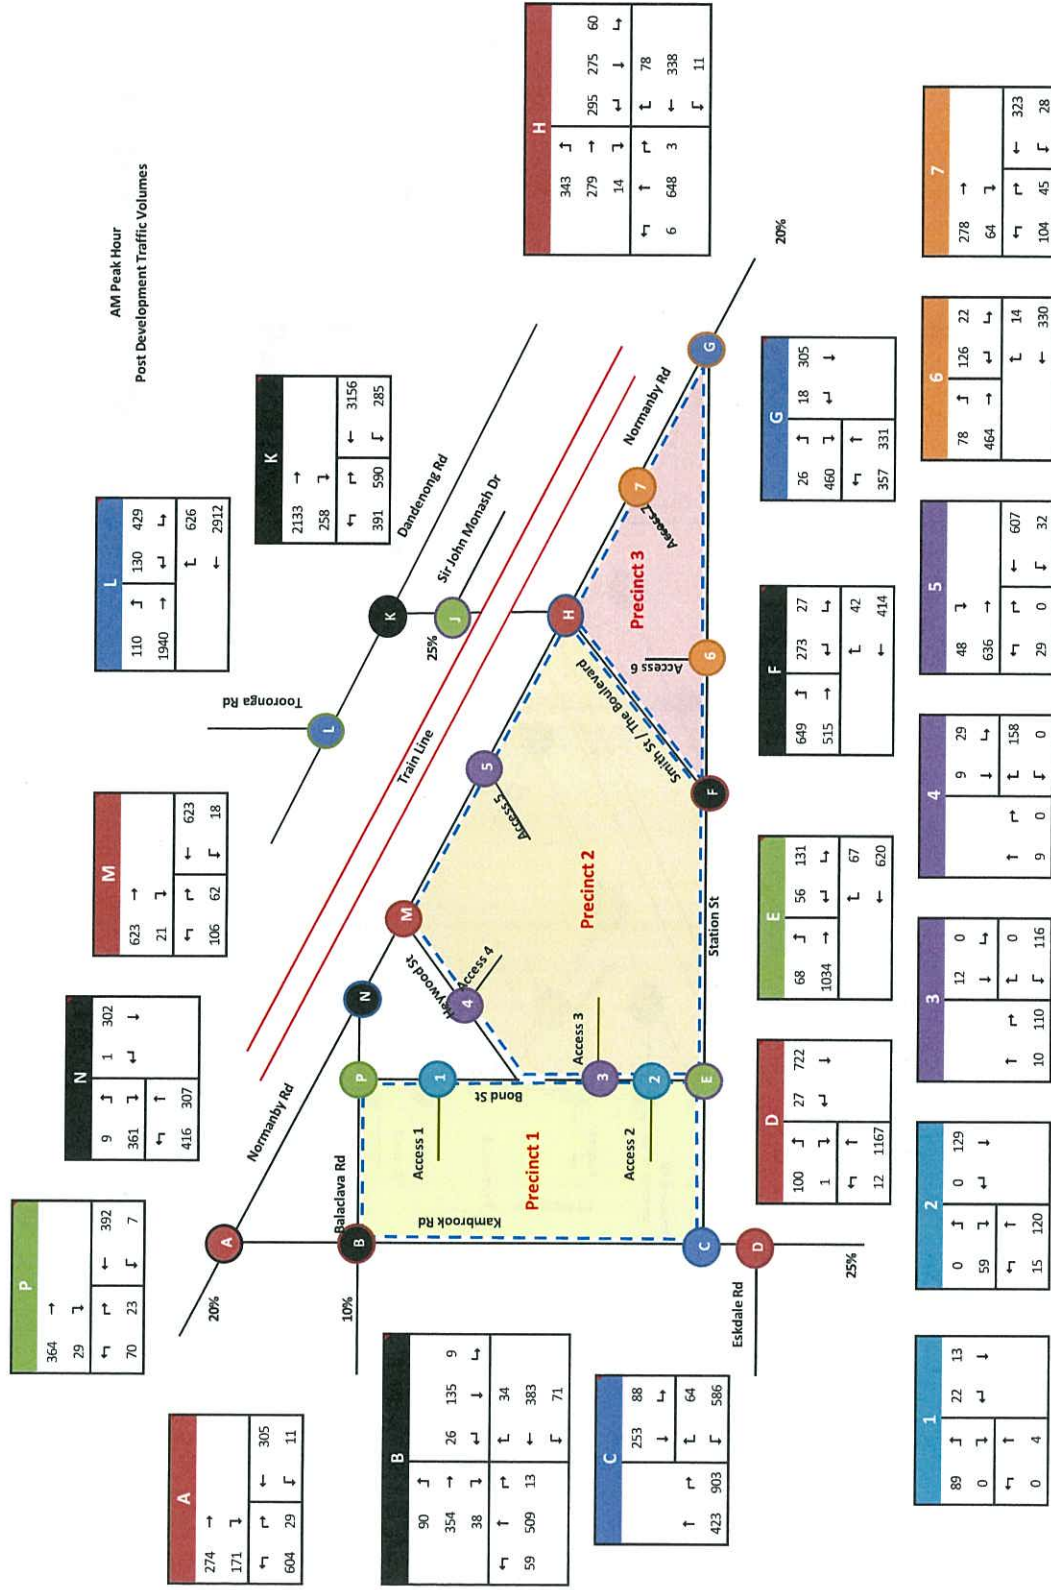 AM Peak Hour
Post Development Traffic Volumes
P
364 →
29 ↴
↰ ↱ ← 392
70 23 ↲ 7
N
9 ⮥ 1 302
361 ↴ ↲ ↓
↰ ↑
416 307
M
623 →
21 ↴
↰ ↱ ← 623
106 62 ↲ 18
L
110 ⮥ 130 429
1940 → ↲ ↳
↰ 626
← 2912
K
2133 →
258 ↴
↰ ↱ ← 3156
391 590 ↲ 285
A
274 →
171 ↴
↰ ↱ ← 305
604 29 ↲ 11
B
90 ⮥ 26 135 9
354 → ↲ ↓ ↳
38 ↴
↰ ↑ ↱ ↰ 34
59 509 13 ← 383
↲ 71
C
253 88
↓ ↳
↑ ↱ ↰ 64
423 903 ↲ 586
H
343 ⮥
279 → 295 275 60
14 ↴ ↲ ↓ ↳
↰ ↑ ↱ ↰ 78
6 648 3 ← 338
↲ 11
Normanby Rd
20%
A
Balaclava Rd
10%
B
P
N
M
Heywood St
Access 4
4
1
Access 1
Bond St
Kambrook Rd
Precinct 1
Access 3
3
Access 2
2
C
E
D
Eskdale Rd
25%
Train Line
Tooronga Rd
L
K
Dandenong Rd
J
Sir John Monash Dr
25%
5
Access 5
H
Precinct 2
Smith St / The Boulevard
Station St
F
Precinct 3
Access 6
6
7
Access 7
Normanby Rd
G
20%
D
100 ⮥ 27 722
1 ↴ ↲ ↓
↰ ↑
12 1167
E
68 ⮥ 56 131
1034 → ↲ ↳
↰ 67
← 620
F
649 ⮥ 273 27
515 → ↲ ↳
↰ 42
← 414
G
26 ⮥ 18 305
460 ↴ ↲ ↓
↰ ↑
357 331
1
89 ⮥ 22 13
0 ↴ ↲ ↓
↰ ↑
0 4
2
0 ⮥ 0 129
59 ↴ ↲ ↓
↰ ↑
15 120
3
12 0
↓ ↳
↑ ↱ ↰ 0
10 110 ↲ 116
4
9 29
↓ ↳
↑ ↱ ↰ 158
9 0 ↲ 0
5
48 ↴
636 →
↰ ↱ ← 607
29 0 ↲ 32
6
78 ⮥ 126 22
464 → ↲ ↳
↰ 14
← 330
7
278 →
64 ↴
↰ ↱ ← 323
104 45 ↲ 28